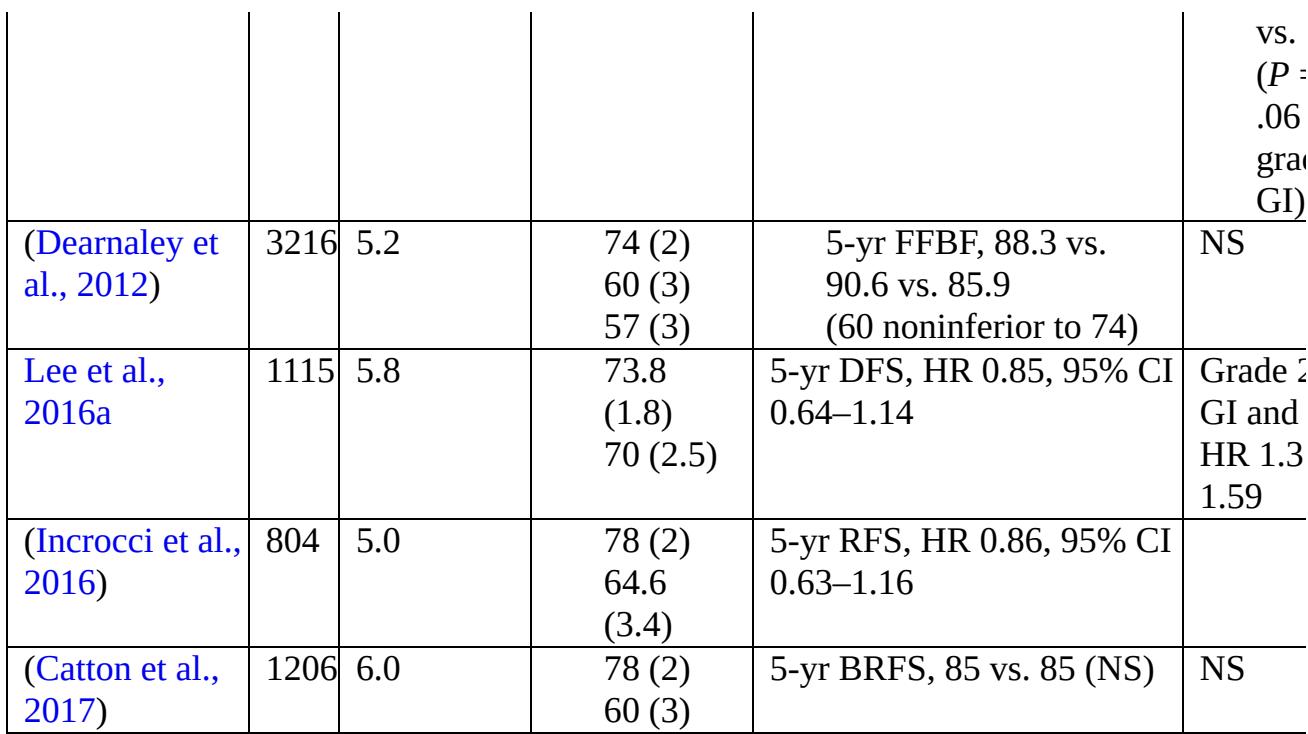 vs.
(P =
.06
GI)
(Dearnaley et
al., 2012)
3216
5.2
74 (2)
60 (3)
57 (3)
5-yr FFBF, 88.3 vs.
90.6 vs. 85.9
(60 noninferior to 74)
NS
Lee et al.,
2016a
1115
5.8
73.8
(1.8)
70 (2.5)
5-yr DFS, HR 0.85, 95% CI
0.64–1.14
Grade 2
GI and
HR 1.3
1.59
(Incrocci et al.,
2016)
804
5.0
78 (2)
64.6
(3.4)
5-yr RFS, HR 0.86, 95% CI
0.63–1.16
(Catton et al.,
2017)
1206
6.0
78 (2)
60 (3)
5-yr BRFS, 85 vs. 85 (NS)
NS